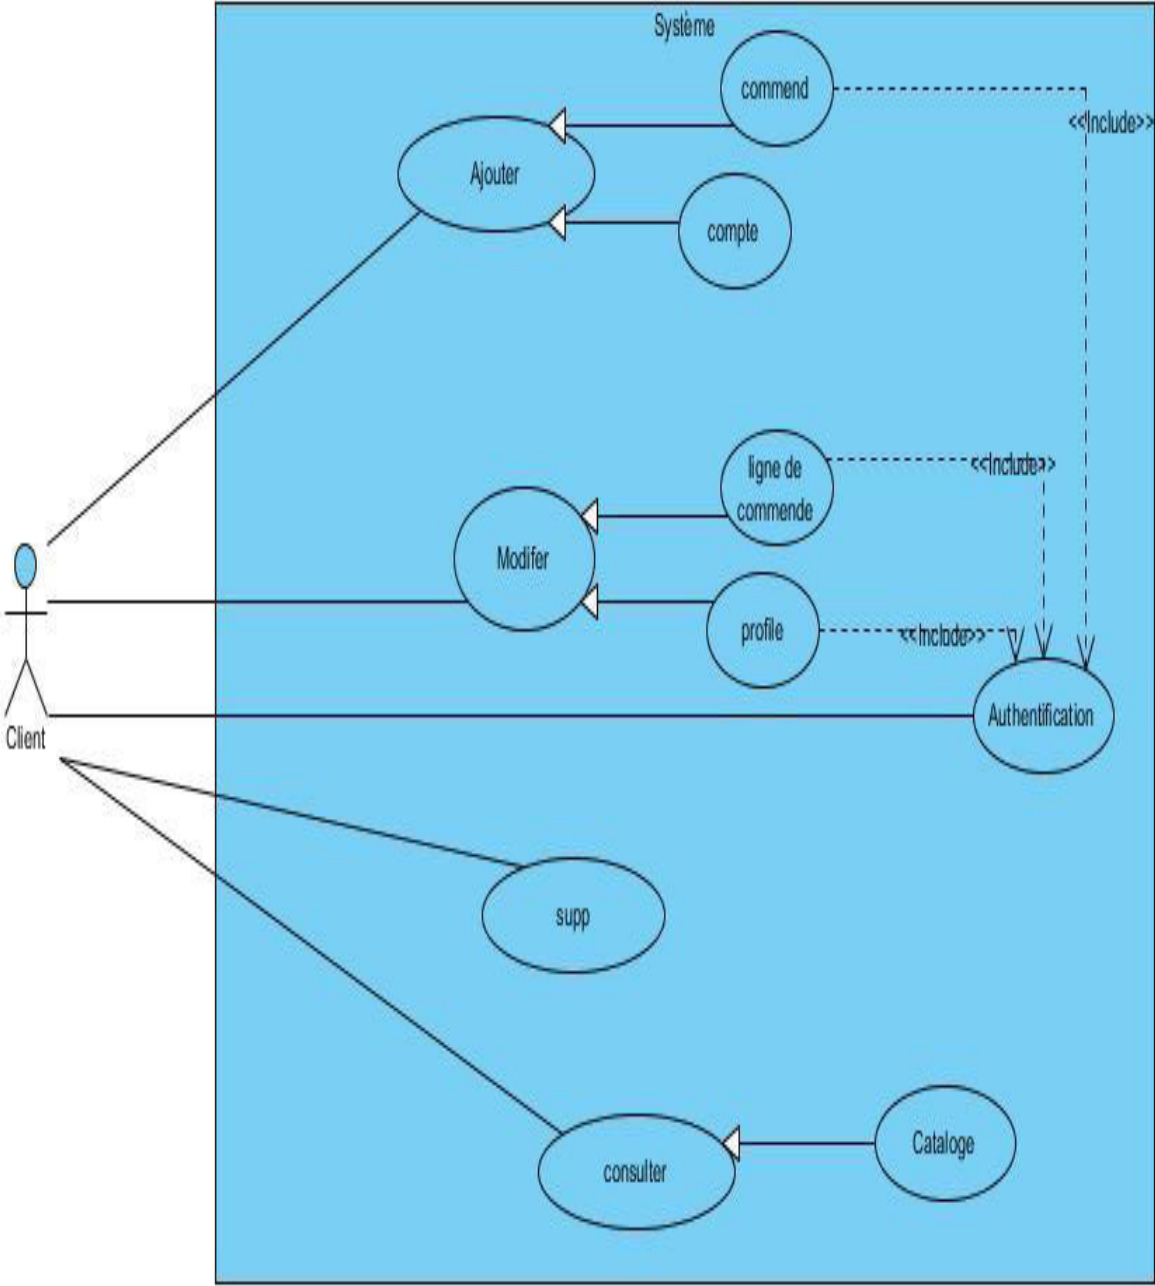 Système
commend
<<Include>>
Ajouter
compte
ligne de
commende
<<Include>>
Modifer
profile
<<Include>>
Authentification
Client
supp
Cataloge
consulter